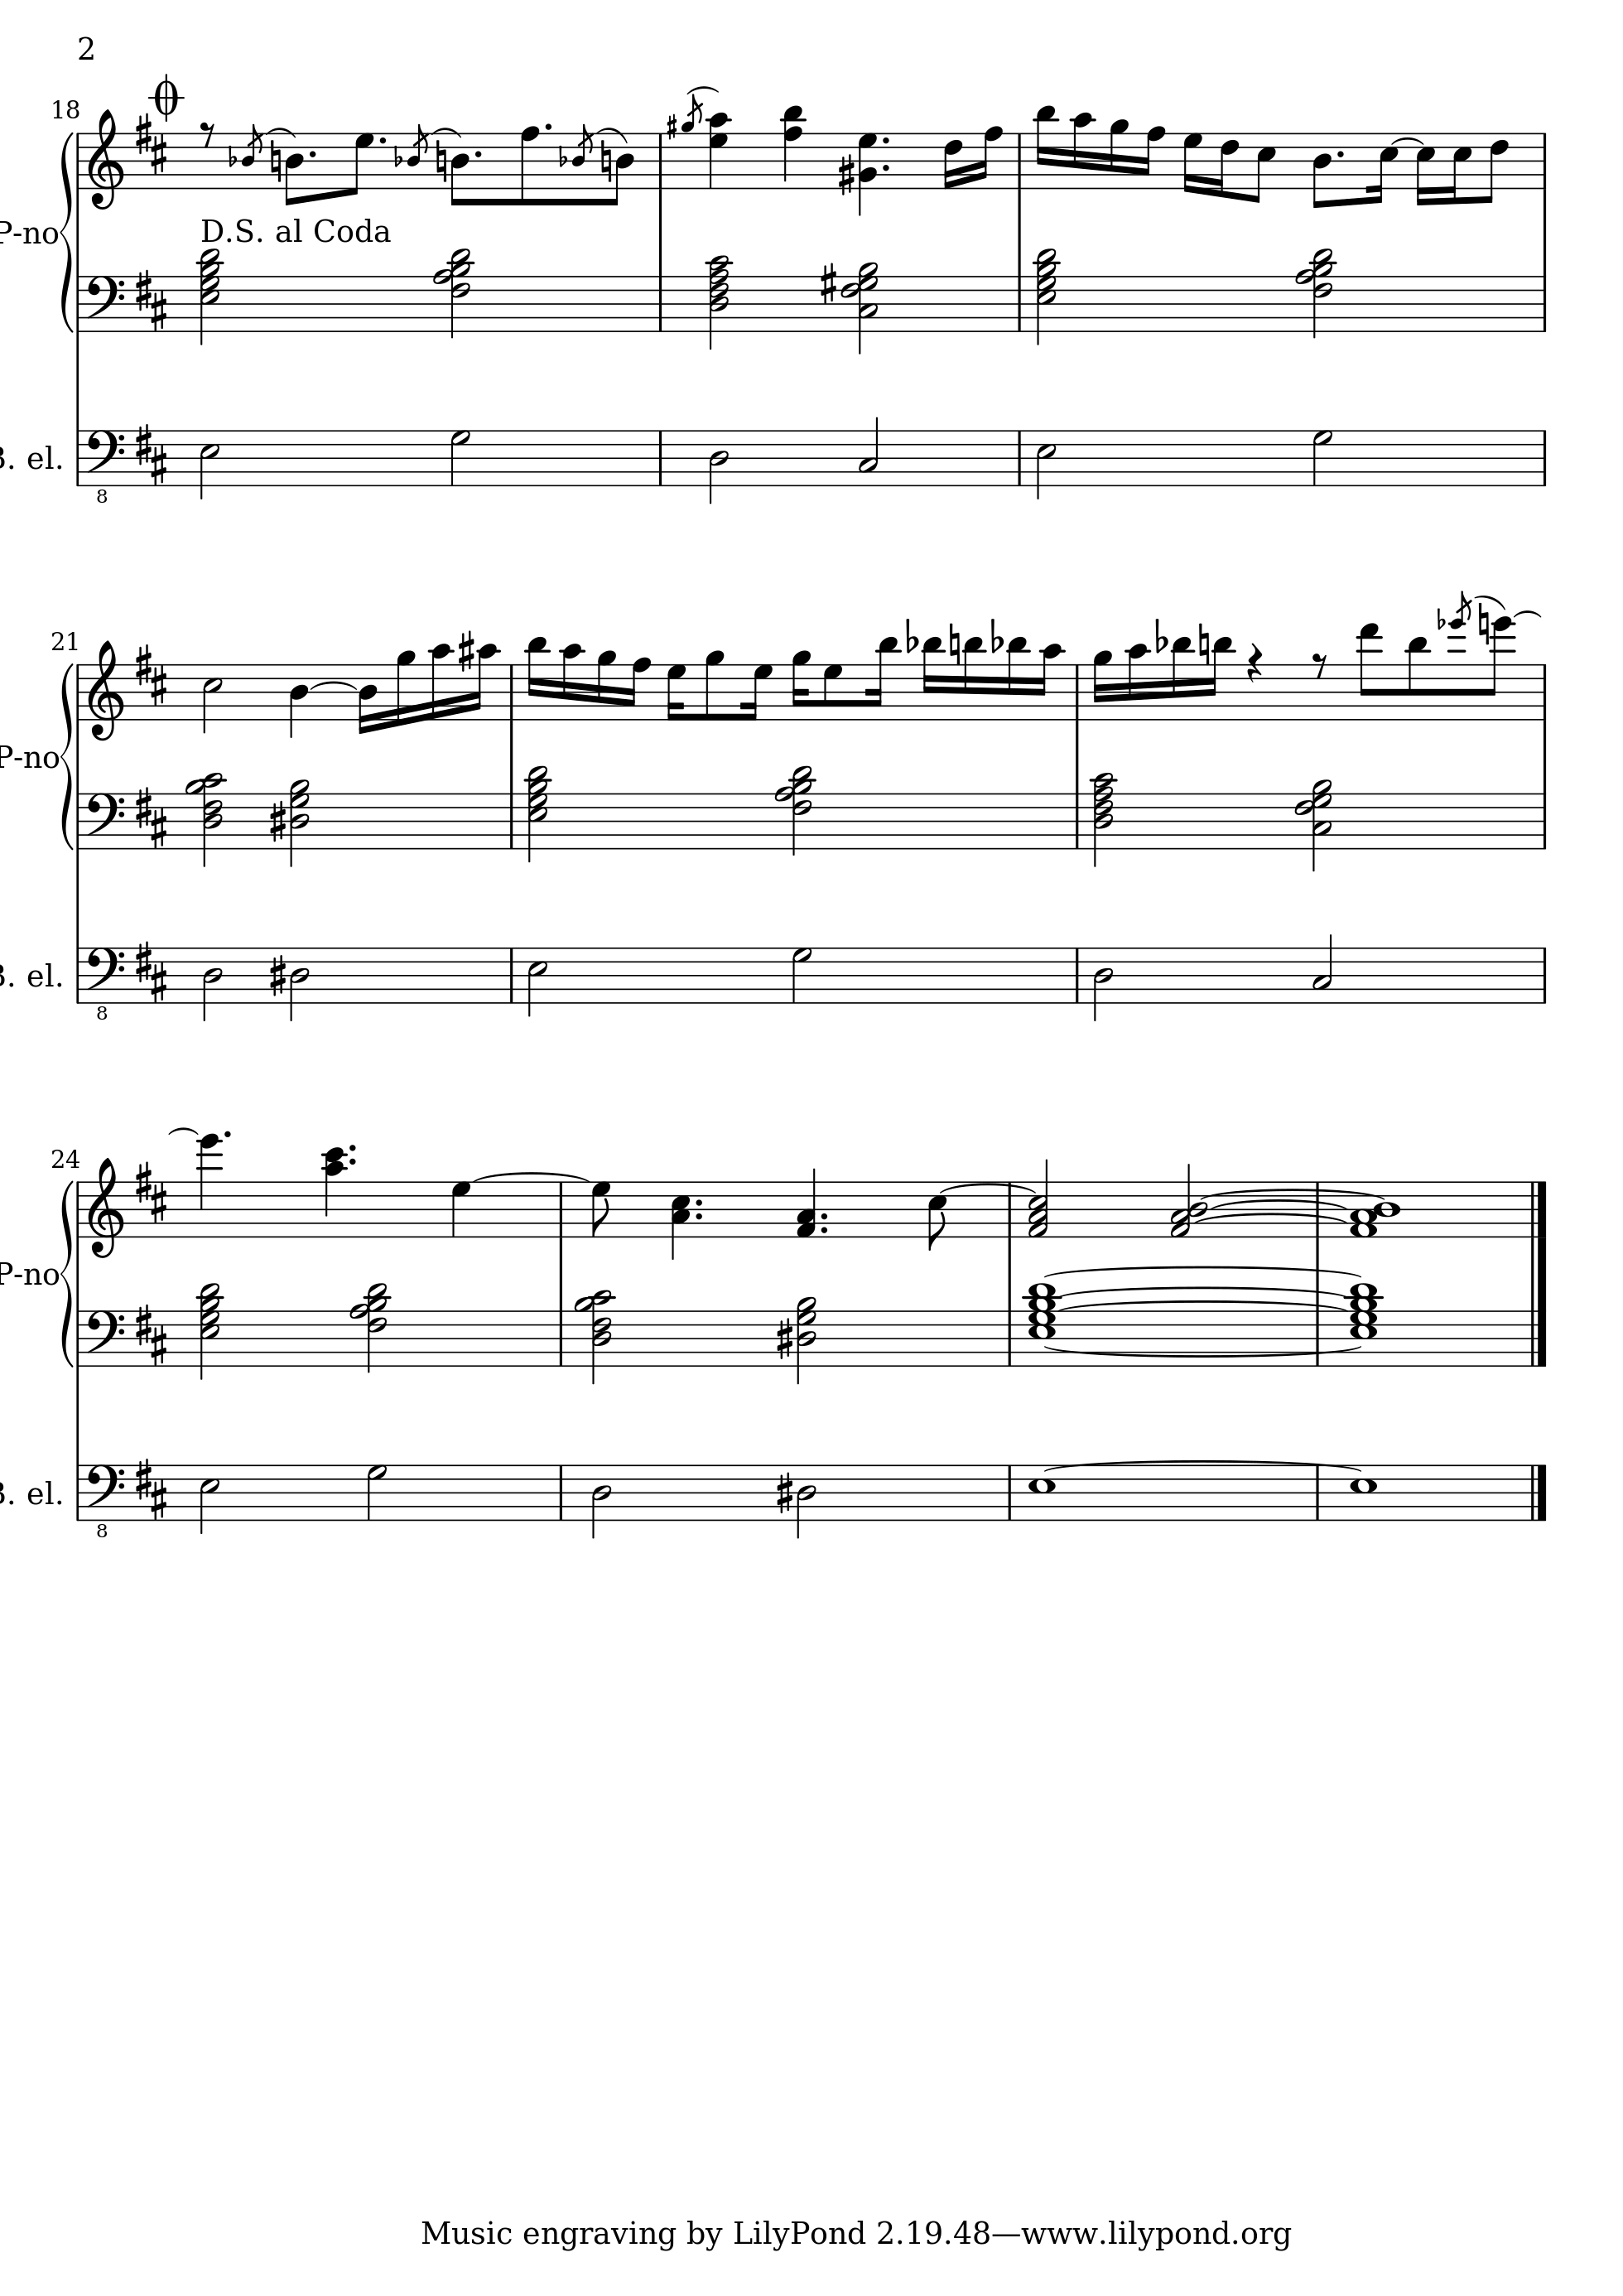 2
18
D.S. al Coda
P-no
B. el.
8
21
P-no
B. el.
8
24
P-no
B. el.
8
Music engraving by LilyPond 2.19.48—www.lilypond.org